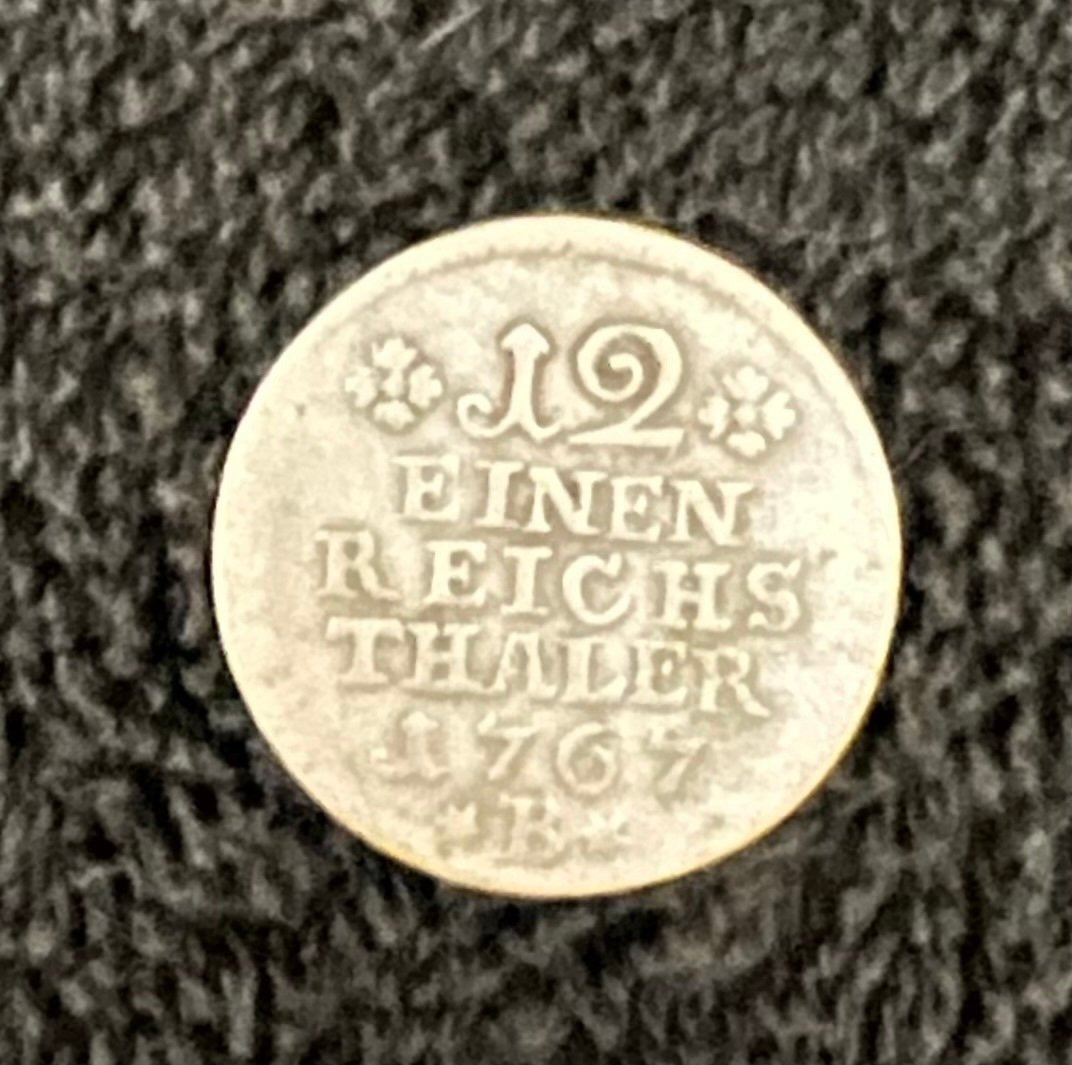 12
EINEN
REICHS
THALER
1767
*B*